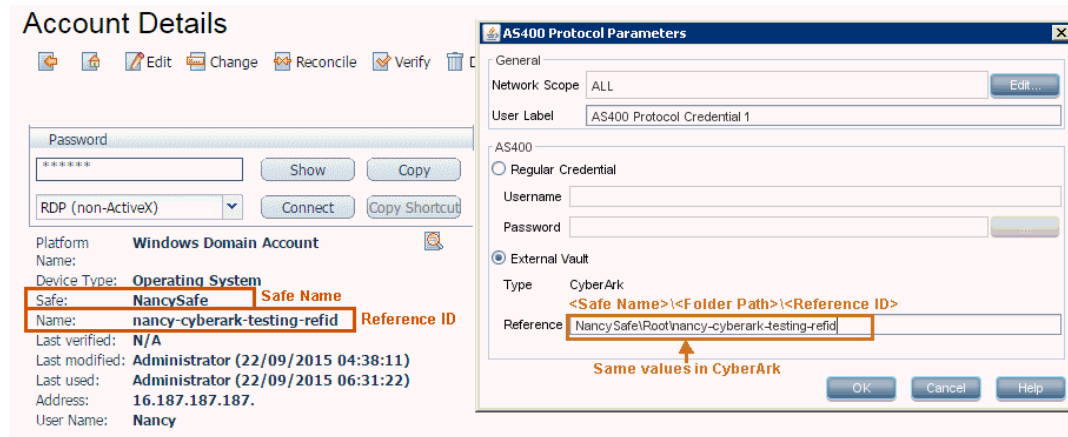 Account Details
Edit Change Reconcile Verify D
Password
******
Show Copy
RDP (non-ActiveX) Connect Copy Shortcut
Platform Name: Windows Domain Account
Device Type: Operating System
Safe: NancySafe Safe Name
Name: nancy-cyberark-testing-refid Reference ID
Last verified: N/A
Last modified: Administrator (22/09/2015 04:38:11)
Last used: Administrator (22/09/2015 06:31:22)
Address: 16.187.187.187.
User Name: Nancy
AS400 Protocol Parameters
General
Network Scope ALL Edit...
User Label AS400 Protocol Credential 1
AS400
Regular Credential
Username
Password ...
External Vault
Type CyberArk
<Safe Name>\<Folder Path>\<Reference ID>
Reference NancySafe\Root\nancy-cyberark-testing-refid
Same values in CyberArk
OK Cancel Help